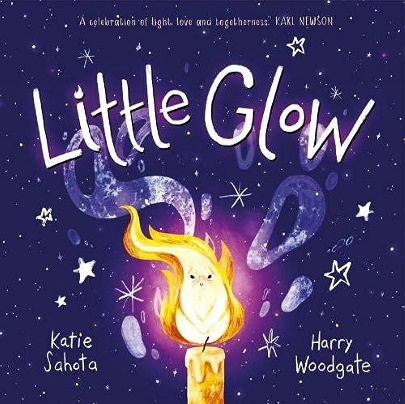 'A celebration of light, love and togetherness.' KARL NEWSON
Little Glow
Katie
Sahota
Harry
Woodgate